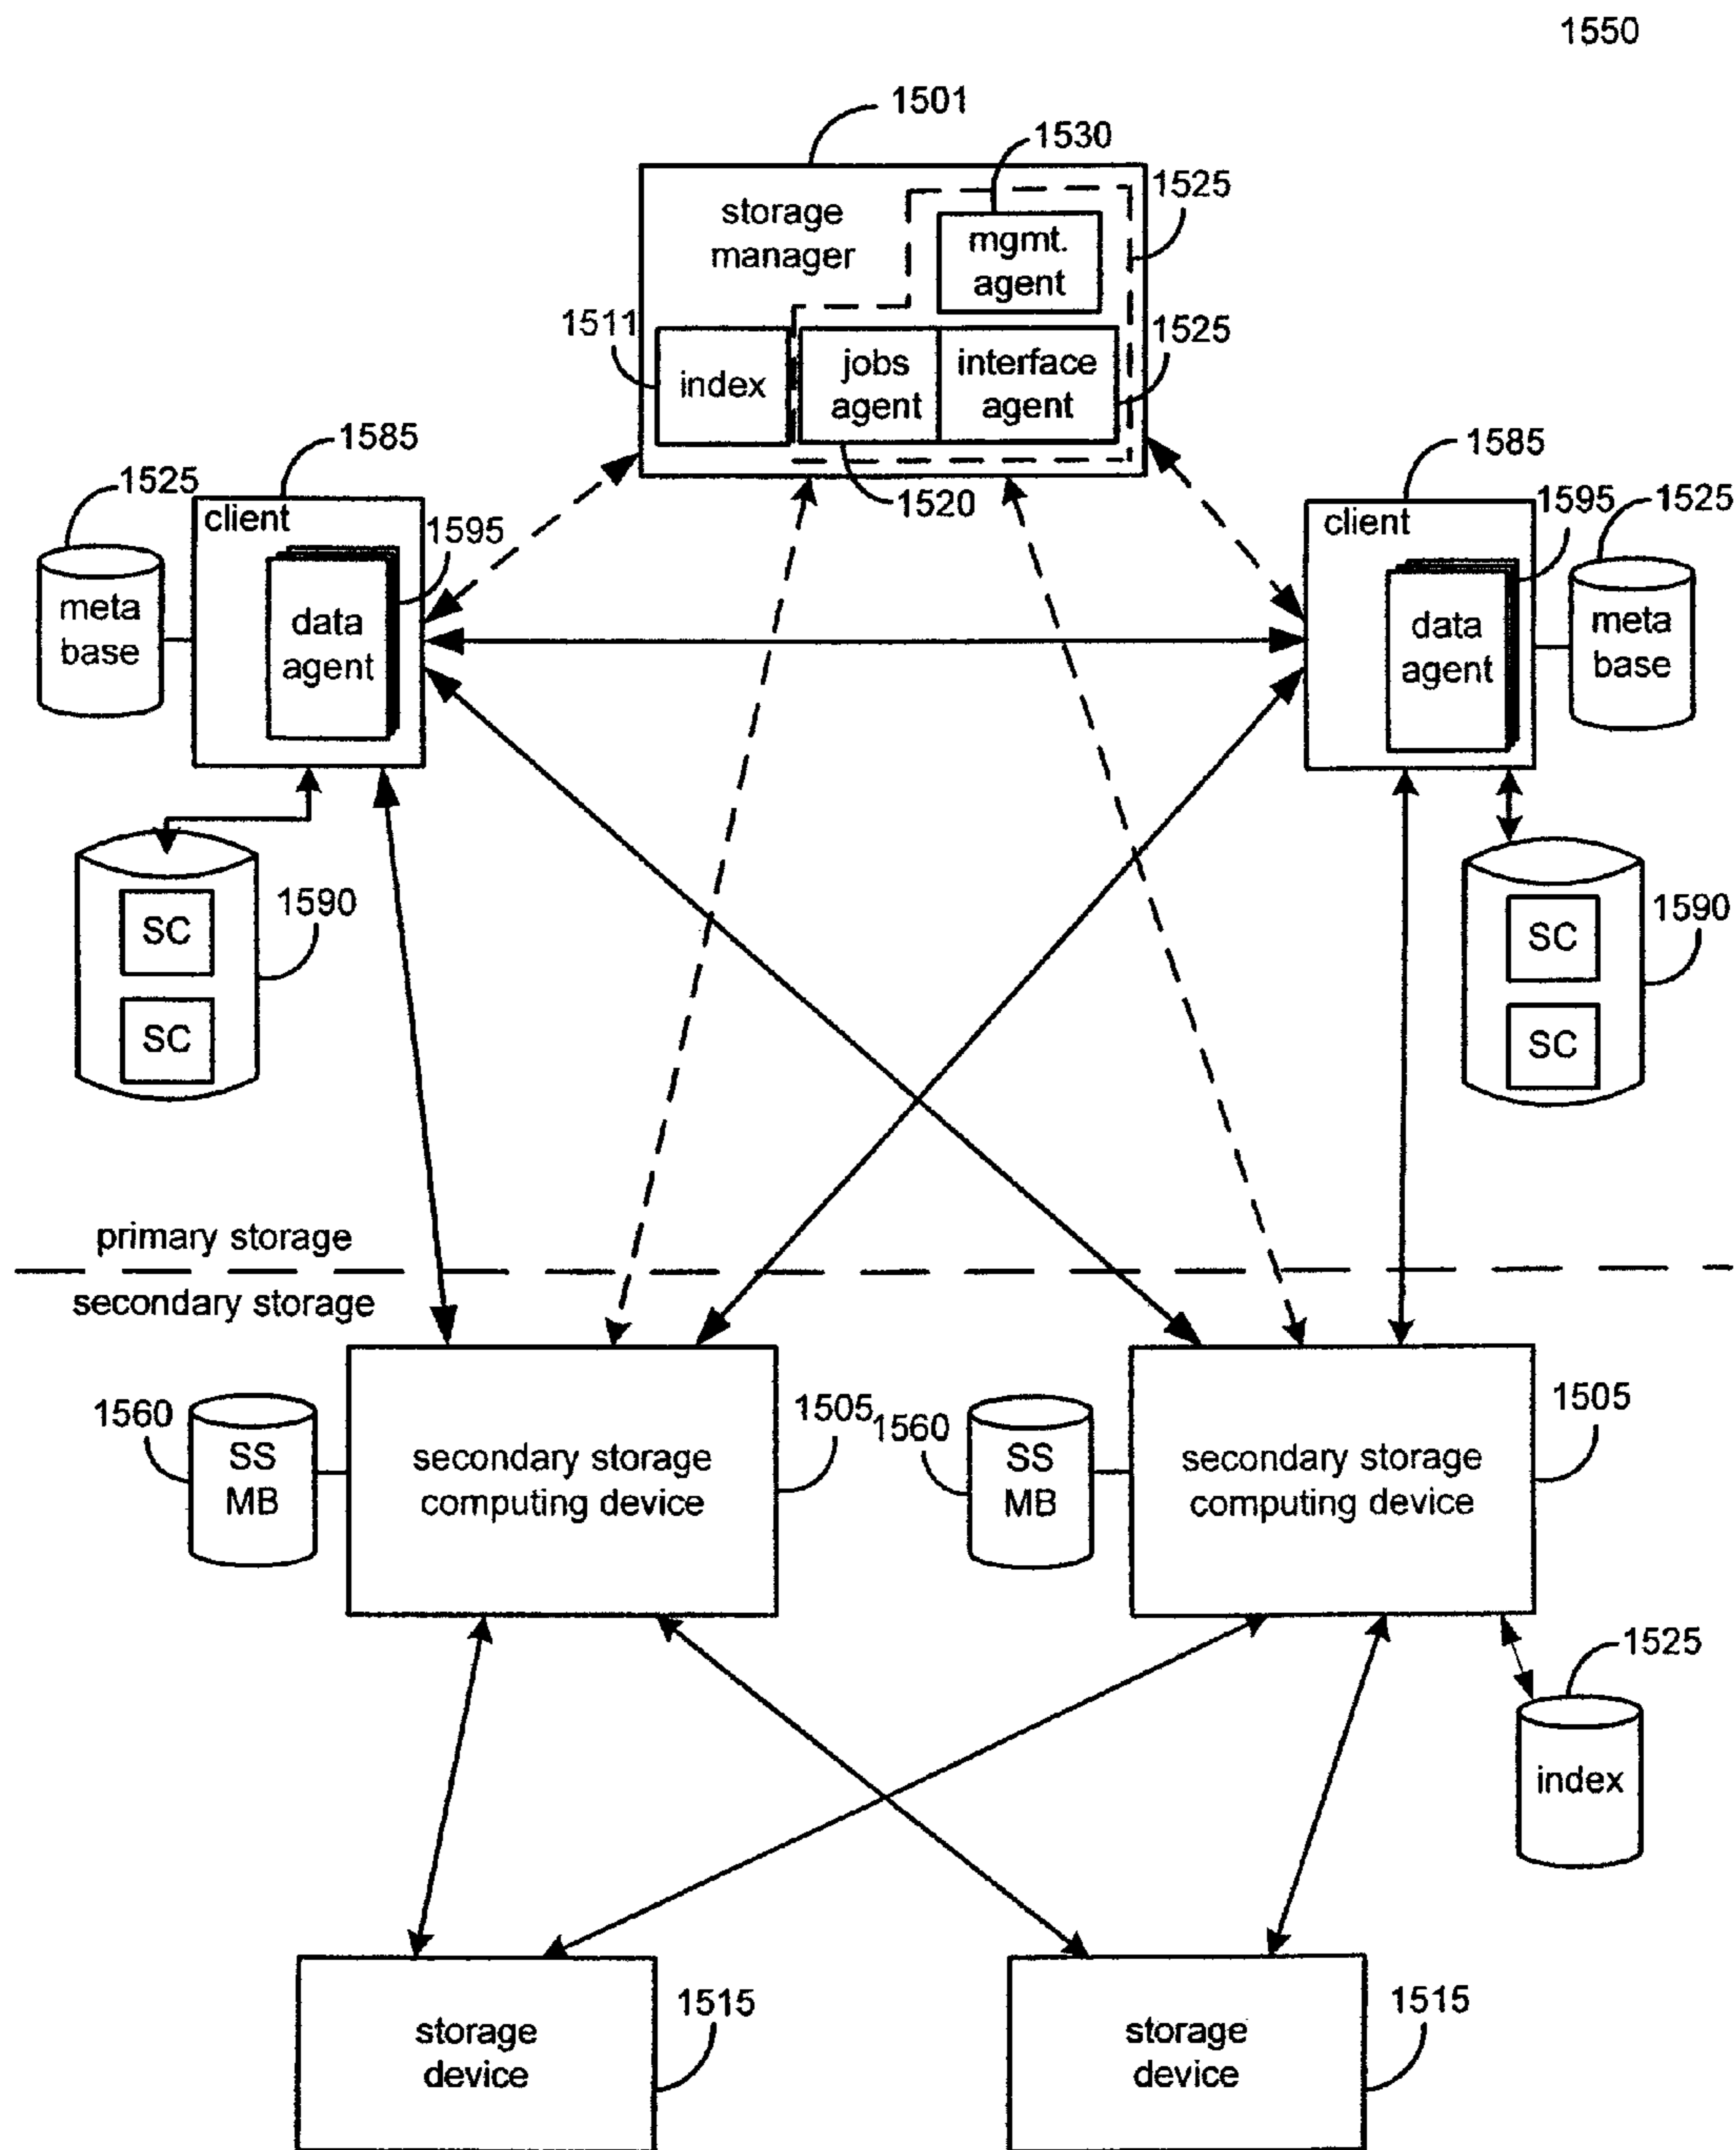 1550
1501
1530
1525
storage
manager
mgmt.
agent
1511
1525
index
jobs
agent
interface
agent
1520
1585
1525
client
1595
meta
base
data
agent
1585
1595
1525
client
data
agent
meta
base
1590
SC
SC
1590
SC
SC
primary storage
secondary storage
1560
SS
MB
secondary storage
computing device
1505
1560
SS
MB
secondary storage
computing device
1505
1525
index
storage
device
1515
storage
device
1515